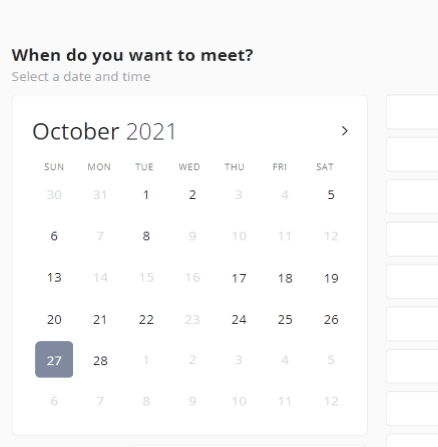 When do you want to meet?
Select a date and time
October 2021
SUN MON TUE WED THU FRI SAT
30 31 1 2 3 4 5
6 7 8 9 10 11 12
13 14 15 16 17 18 19
20 21 22 23 24 25 26
27 28 1 2 3 4 5
6 7 8 9 10 11 12